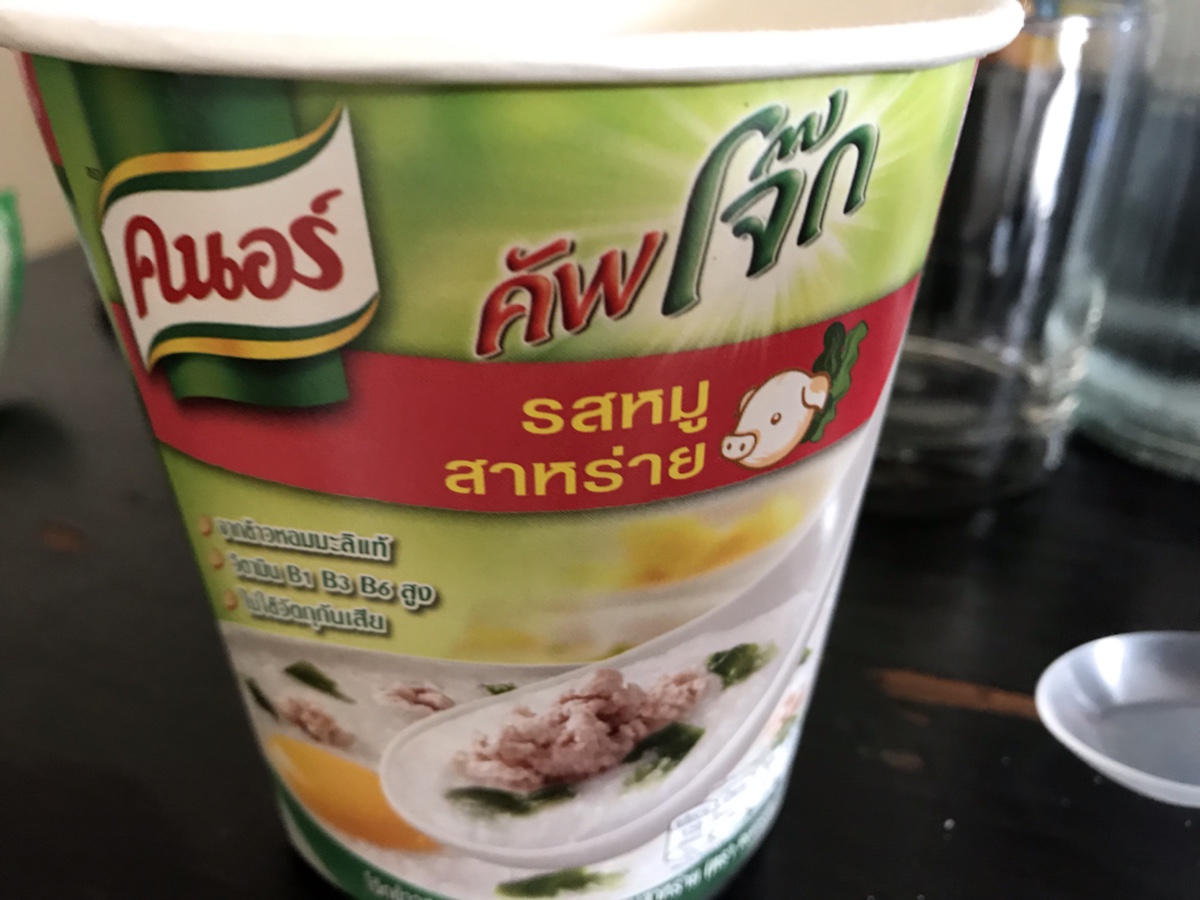 คนอร์
คัพโจ๊ก
รสหมู
สาหร่าย
จากข้าวหอมมะลิแท้
วิตามิน B1 B3 B6 สูง
ไม่ใช้วัตถุกันเสีย